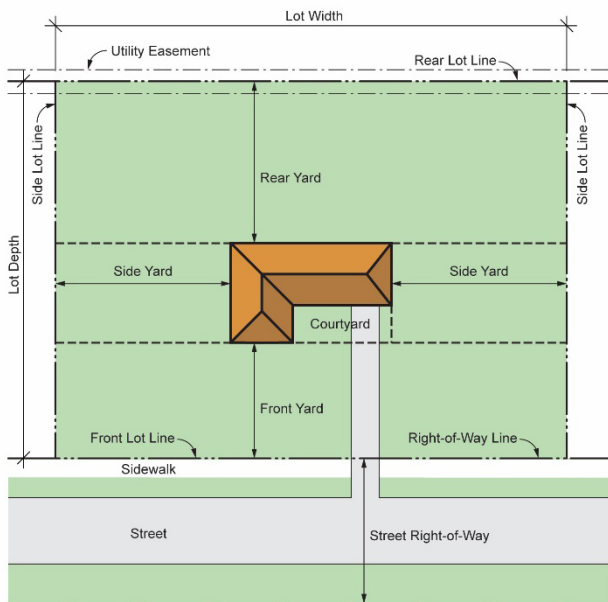 Lot Width
Utility Easement
Rear Lot Line
Side Lot Line
Side Lot Line
Rear Yard
Lot Depth
Side Yard
Side Yard
Courtyard
Front Yard
Front Lot Line
Right-of-Way Line
Sidewalk
Street
Street Right-of-Way